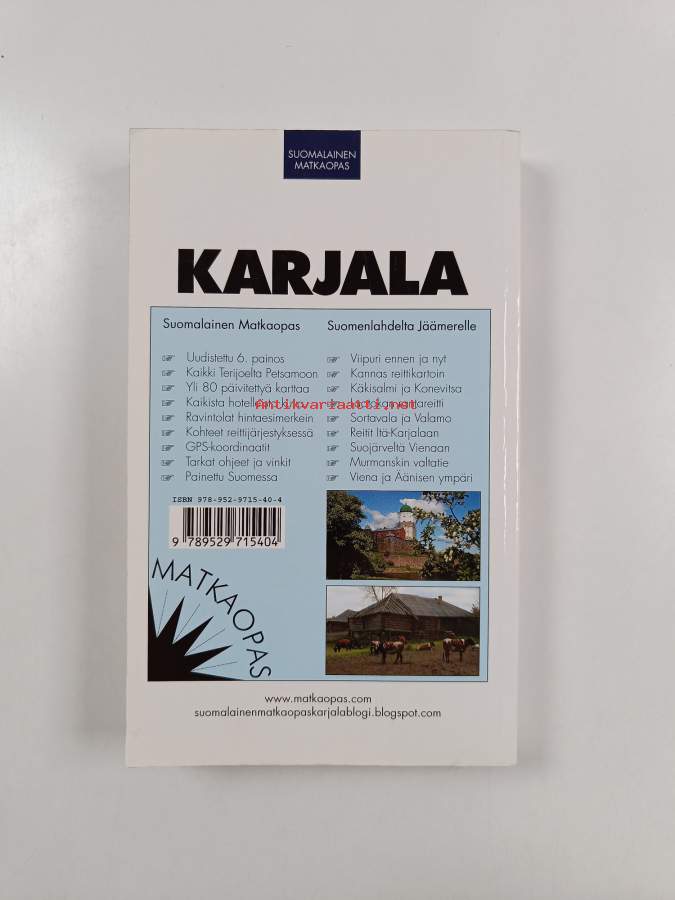 SUOMALAINEN
MATKAOPAS
KARJALA
Suomalainen Matkaopas
Uudistettu 6. painos
Kaikki Terijoelta Petsamoon
Yli 80 päivitettyä karttaa
Kaikista hotelleista
Ravintolat hintaesimerkein
Kohteet reittijärjestyksessä
GPS-koordinaatit
Tarkat ohjeet ja vinkit
Painettu Suomessa
Suomenlahdelta Jäämerelle
Viipuri ennen ja nyt
Kannas reittikartoin
Käkisalmi ja Konevitsa
Sortavala ja Valamo
Reitit Itä-Karjalaan
Suojärveltä Vienaan
Murmanskin valtatie
Viena ja Äänisen ympäri
antikvariaatti.net
ISBN 978-952-9715-40-4
9 789529 715404
MATKAOPAS
www.matkaopas.com
suomalainenmatkaopaskarjalablogi.blogspot.com